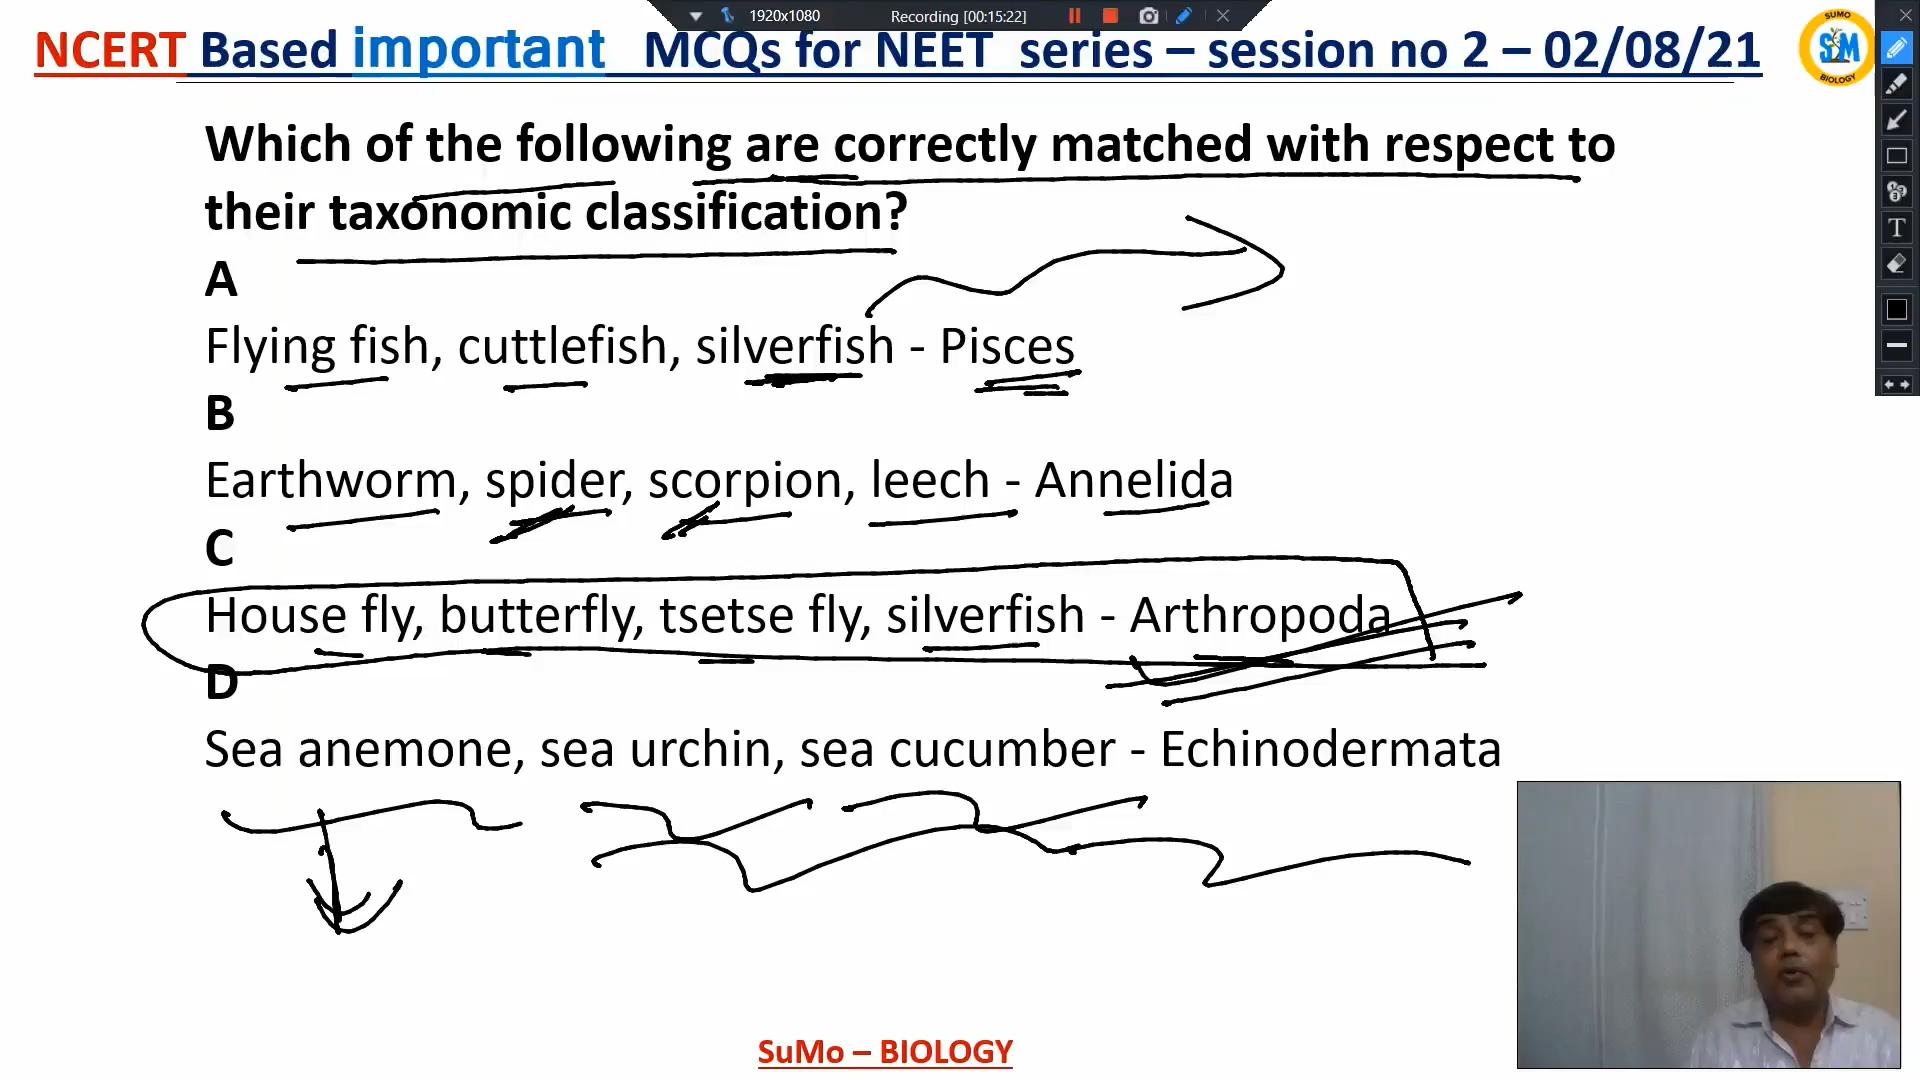 1920x1080 Recording [00:15:22]
NCERT Based important MCQs for NEET series – session no 2 – 02/08/21
SUMO
SM
BIOLOGY
Which of the following are correctly matched with respect to
their taxonomic classification?
A
Flying fish, cuttlefish, silverfish - Pisces
B
Earthworm, spider, scorpion, leech - Annelida
C
House fly, butterfly, tsetse fly, silverfish - Arthropoda
D
Sea anemone, sea urchin, sea cucumber - Echinodermata
SuMo – BIOLOGY
T